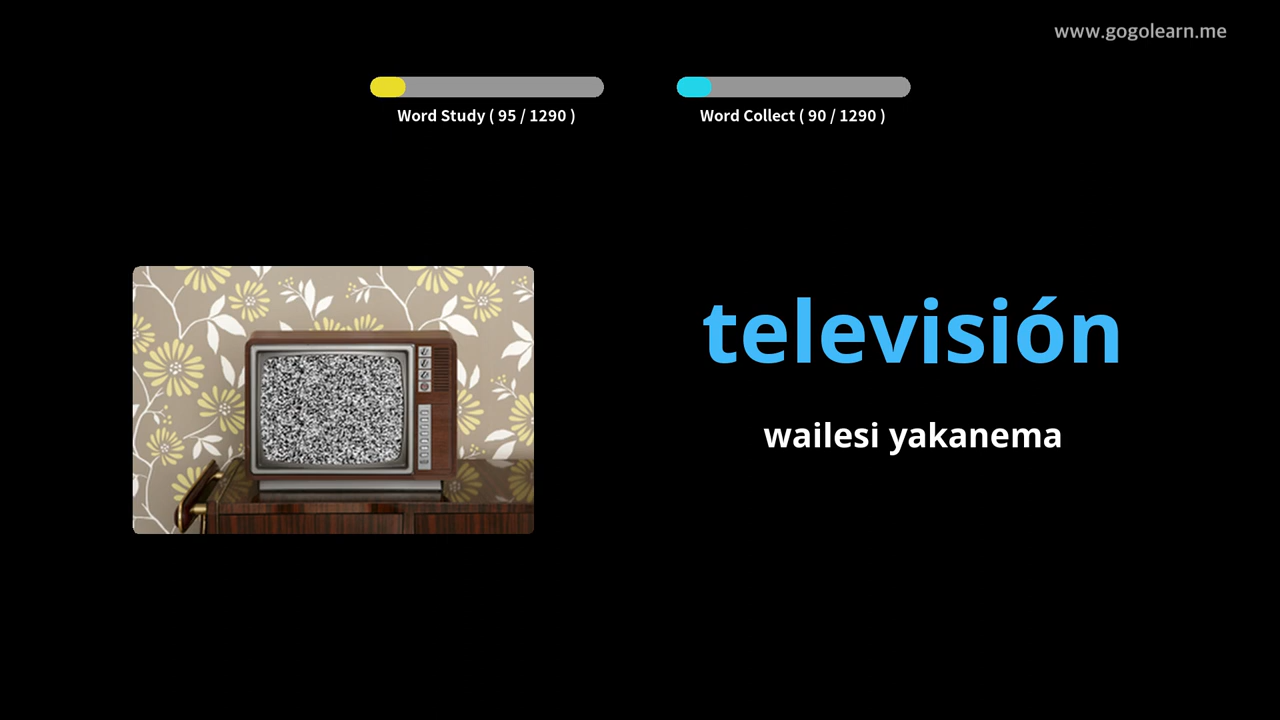 www.gogolearn.me
Word Study ( 95 / 1290 )
Word Collect ( 90 / 1290 )
televisión
wailesi yakanema